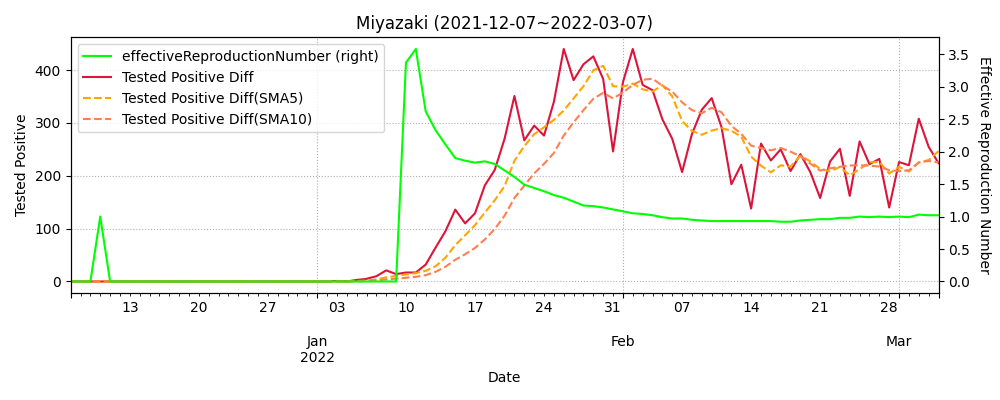 Miyazaki (2021-12-07~2022-03-07)
effectiveReproductionNumber (right)
Tested Positive Diff
Tested Positive Diff(SMA5)
Tested Positive Diff(SMA10)
Tested Positive
400
300
200
100
0
3.5
3.0
2.5
2.0
1.5
1.0
0.5
0.0
Effective Reproduction Number
13 20 27 03 10 17 24 31 07 14 21 28
Jan Feb Mar
2022
Date